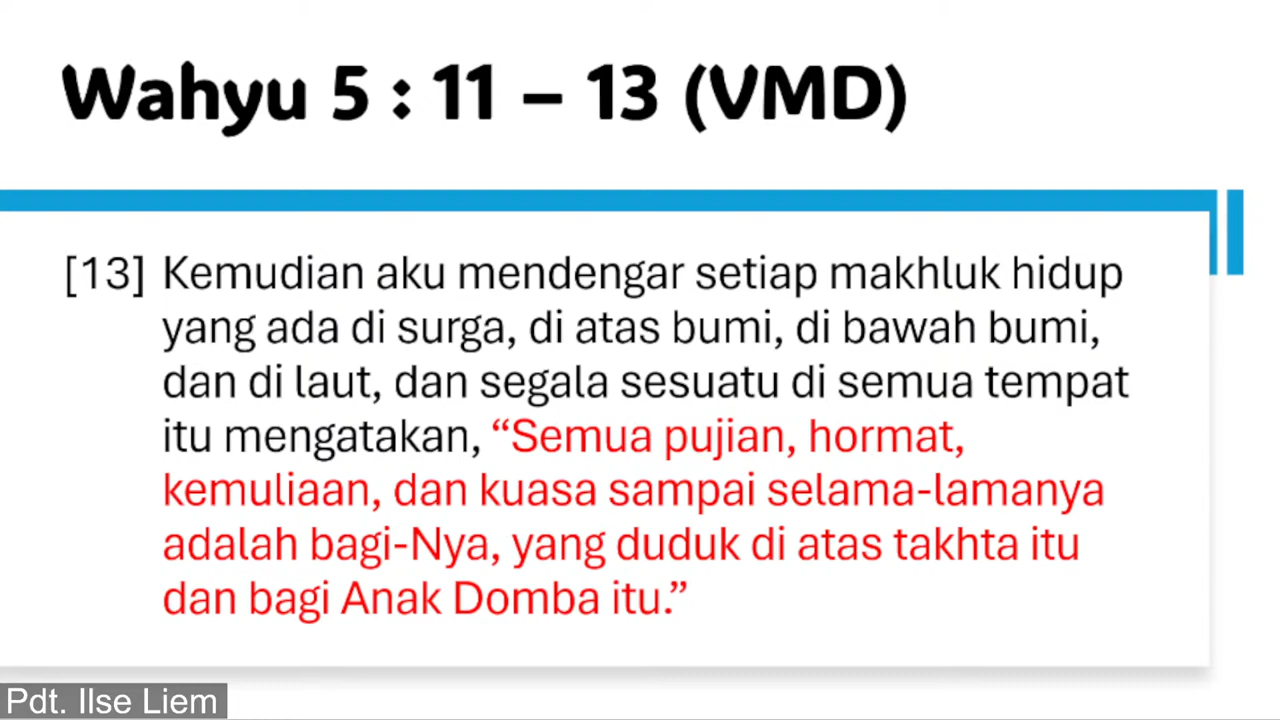 Wahyu 5 : 11 – 13 (VMD)
[13] Kemudian aku mendengar setiap makhluk hidup
yang ada di surga, di atas bumi, di bawah bumi,
dan di laut, dan segala sesuatu di semua tempat
itu mengatakan, “Semua pujian, hormat,
kemuliaan, dan kuasa sampai selama-lamanya
adalah bagi-Nya, yang duduk di atas takhta itu
dan bagi Anak Domba itu.”
Pdt. Ilse Liem